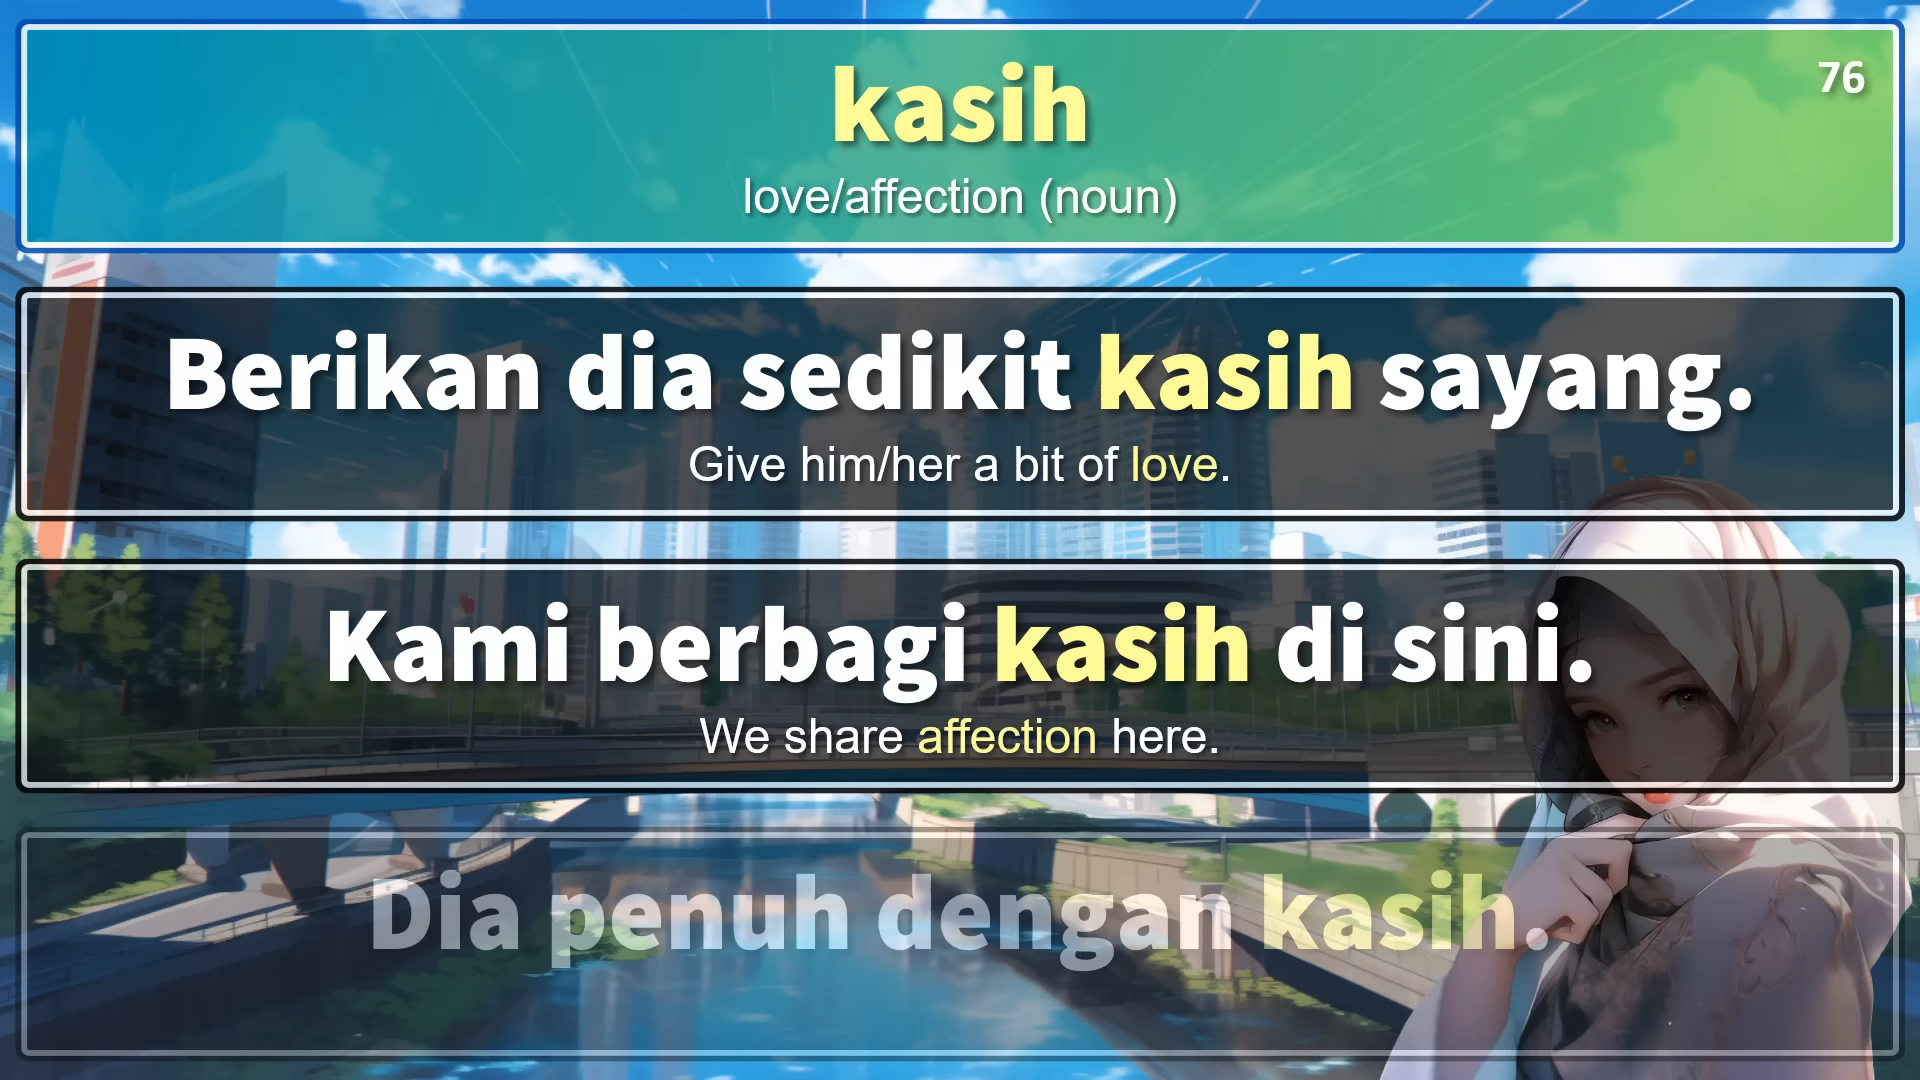 kasih
76
love/affection (noun)
Berikan dia sedikit kasih sayang.
Give him/her a bit of love.
Kami berbagi kasih di sini.
We share affection here.
Dia penuh dengan kasih.